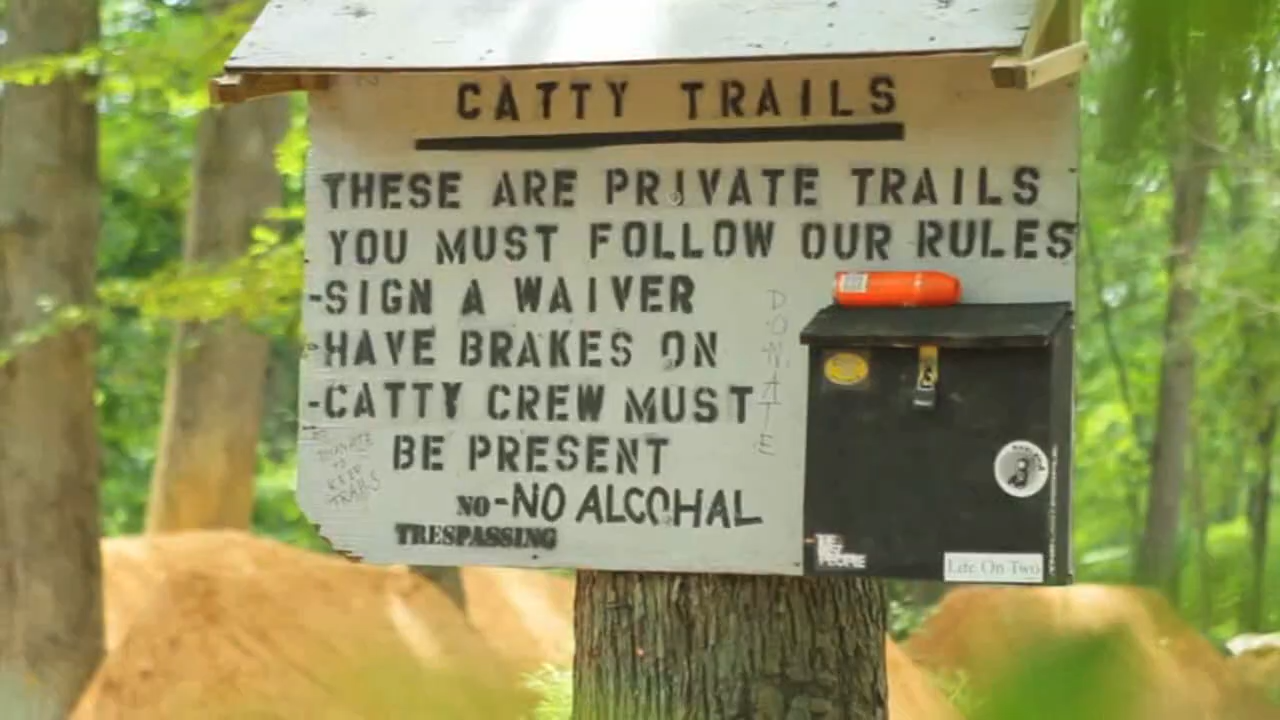 CATTY TRAILS
THESE ARE PRIVATE TRAILS
YOU MUST FOLLOW OUR RULES
-SIGN A WAIVER
-HAVE BRAKES ON
-CATTY CREW MUST
BE PRESENT
NO-NO ALCOHAL
TRESPASSING
DONATE
DONATE
TO
KEEP
TRAILS
Life On Two